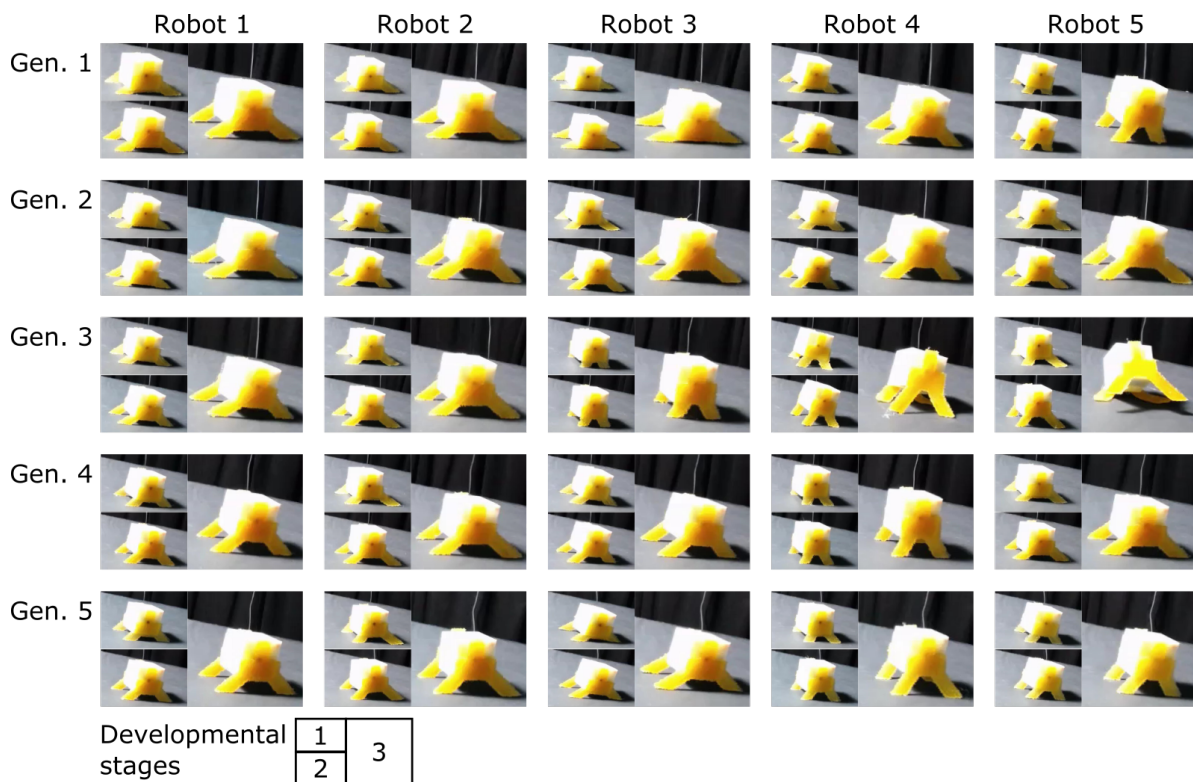 Robot 1 Robot 2 Robot 3 Robot 4 Robot 5
Gen. 1
Gen. 2
Gen. 3
Gen. 4
Gen. 5
Developmental stages 1 2 3